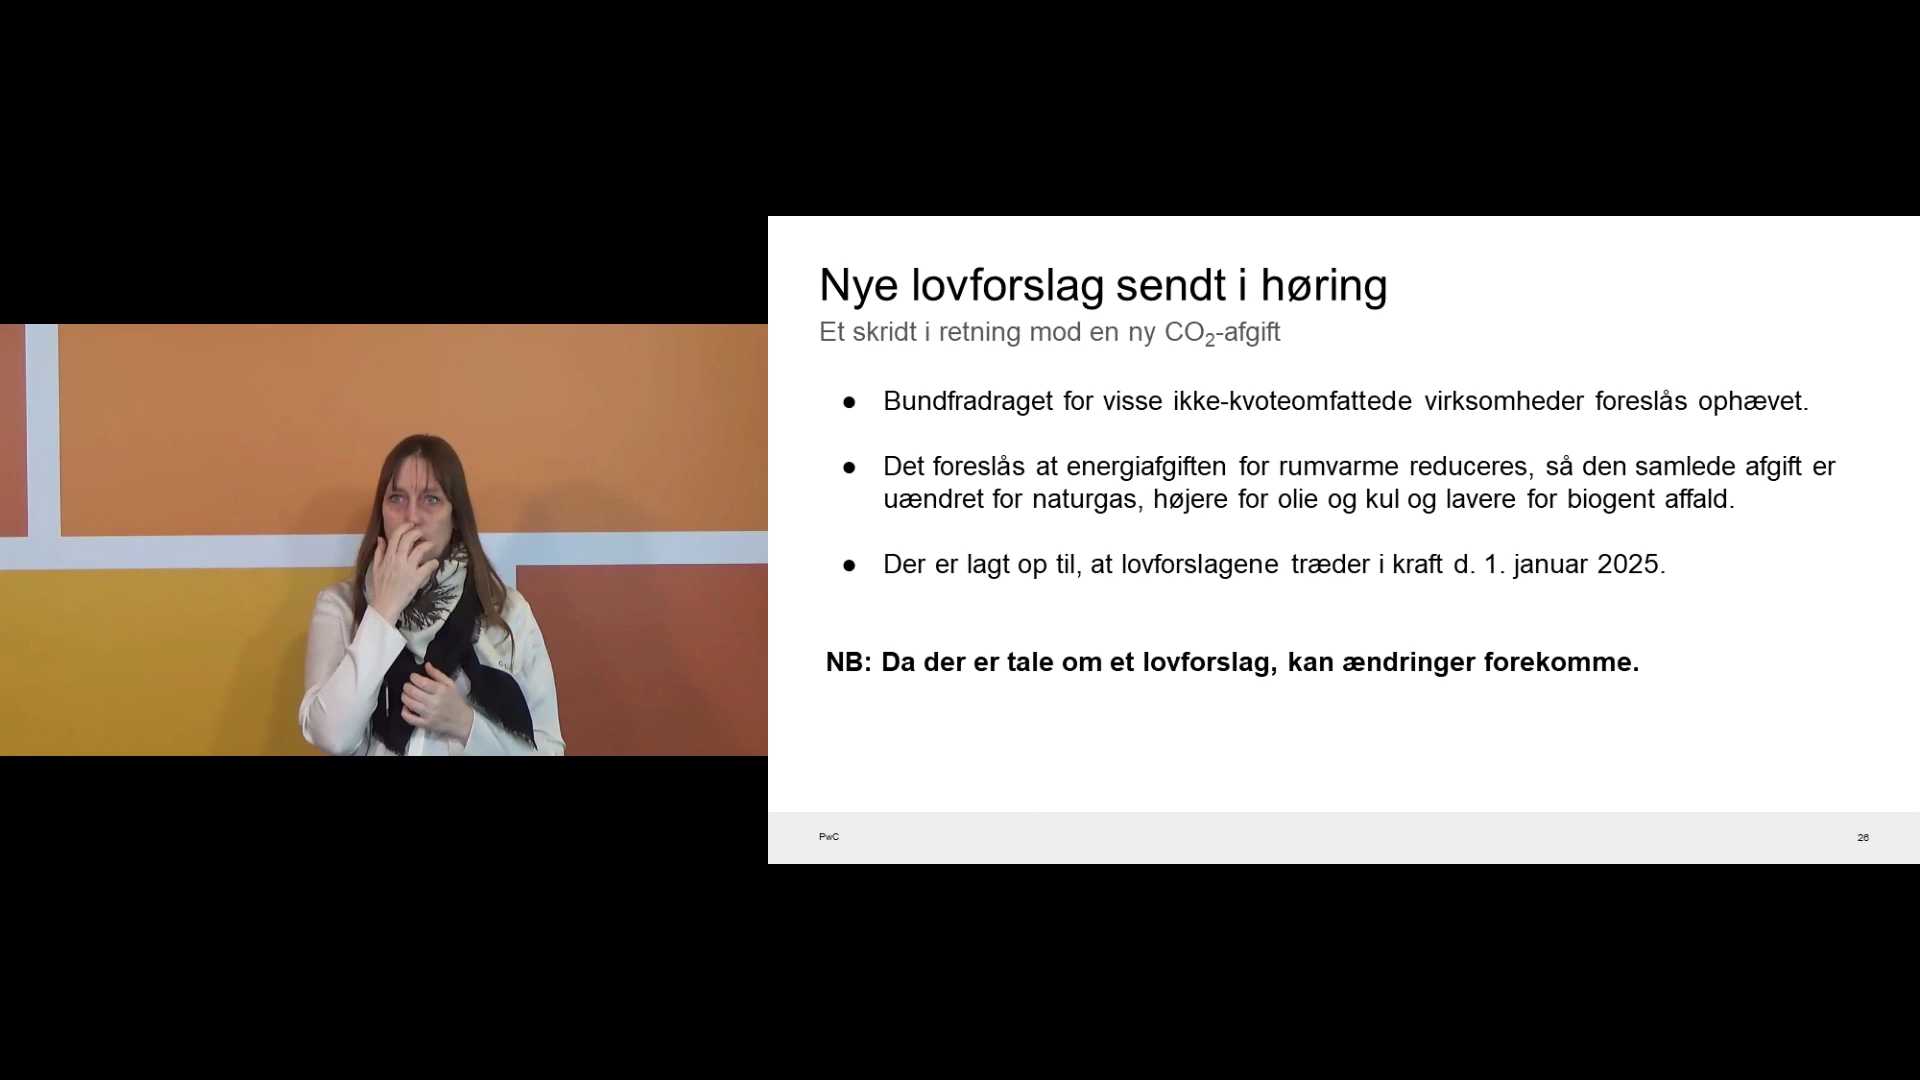 Nye lovforslag sendt i høring
Et skridt i retning mod en ny CO₂-afgift
● Bundfradraget for visse ikke-kvoteomfattede virksomheder foreslås ophævet.
● Det foreslås at energiafgiften for rumvarme reduceres, så den samlede afgift er
uændret for naturgas, højere for olie og kul og lavere for biogent affald.
● Der er lagt op til, at lovforslagene træder i kraft d. 1. januar 2025.
NB: Da der er tale om et lovforslag, kan ændringer forekomme.
PwC
26